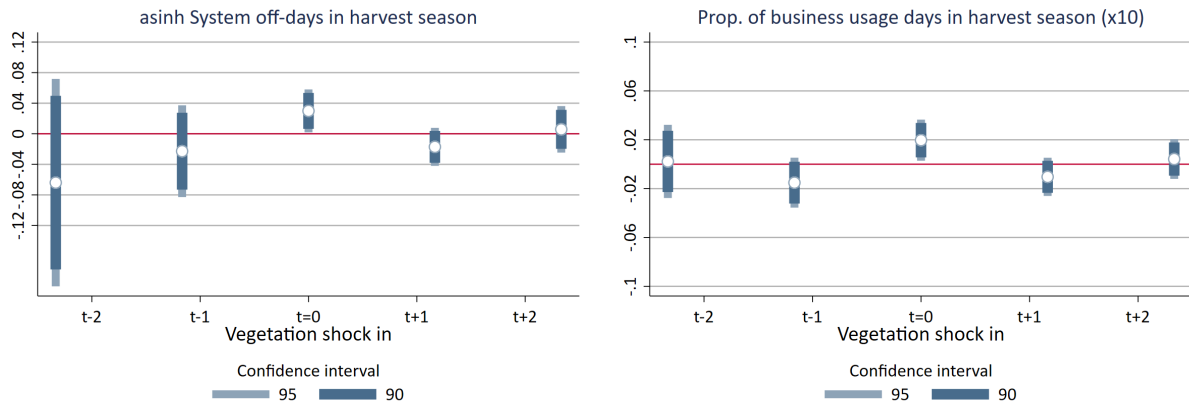 asinh System off-days in harvest season
.12
.08
.04
0
-.04
-.08
-.12
t-2 t-1 t=0 t+1 t+2
Vegetation shock in
Confidence interval
95 90
Prop. of business usage days in harvest season (x10)
.1
.06
.02
-.02
-.06
-.1
t-2 t-1 t=0 t+1 t+2
Vegetation shock in
Confidence interval
95 90